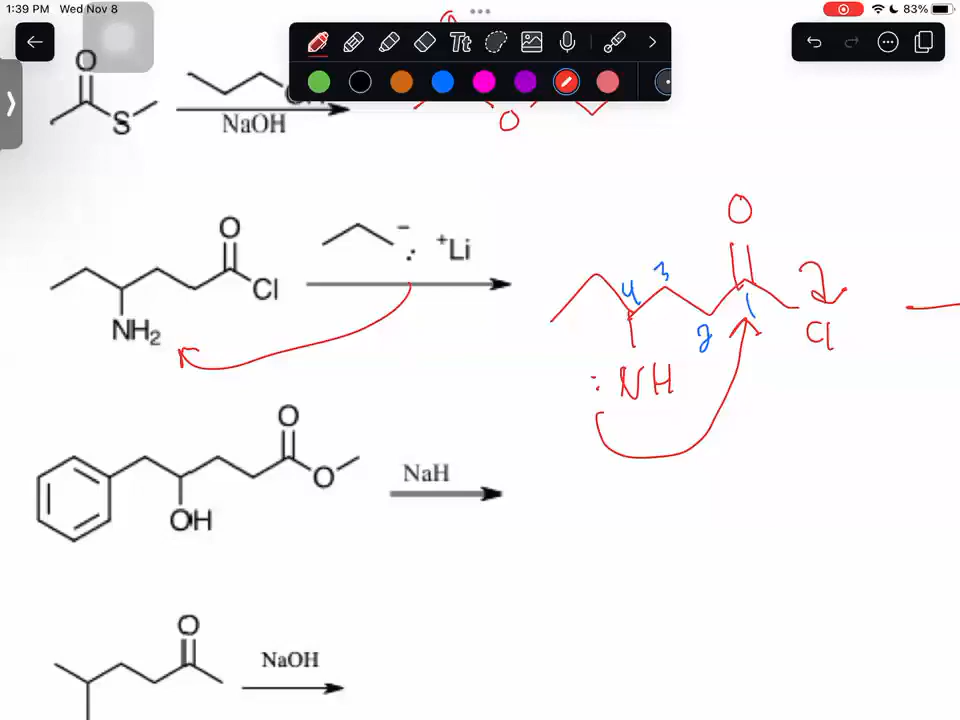 1:39 PM Wed Nov 8
83%
Tt
O
S
NaOH
O
O
Cl
NH2
− : +Li
O
4 3 2 1
Cl
: NH
O
O
OH
NaH
O
NaOH